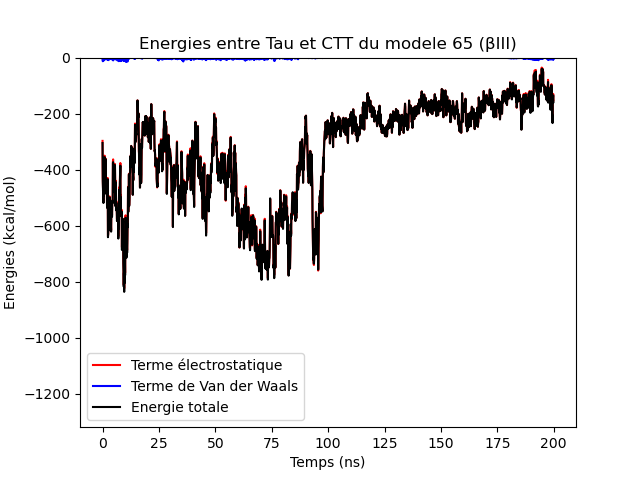 Energies entre Tau et CTT du modele 65 (βIII)
Energies (kcal/mol)
0
−200
−400
−600
−800
−1000
−1200
Terme électrostatique
Terme de Van der Waals
Energie totale
0 25 50 75 100 125 150 175 200
Temps (ns)